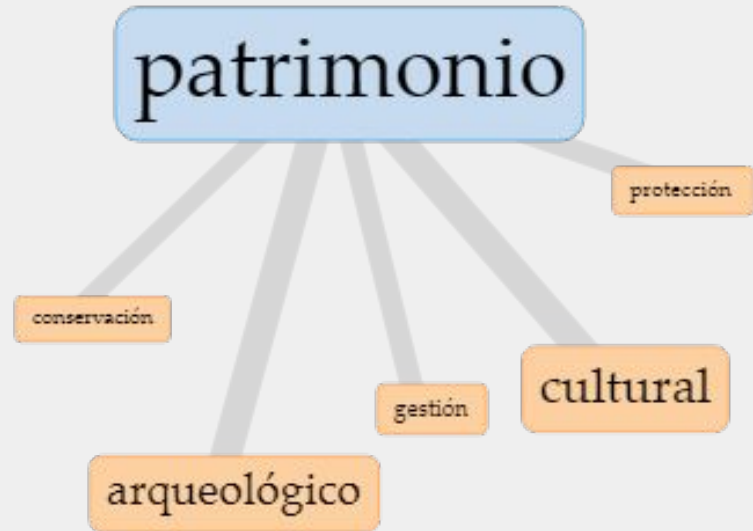 patrimonio
protección
conservación
cultural
gestión
arqueológico